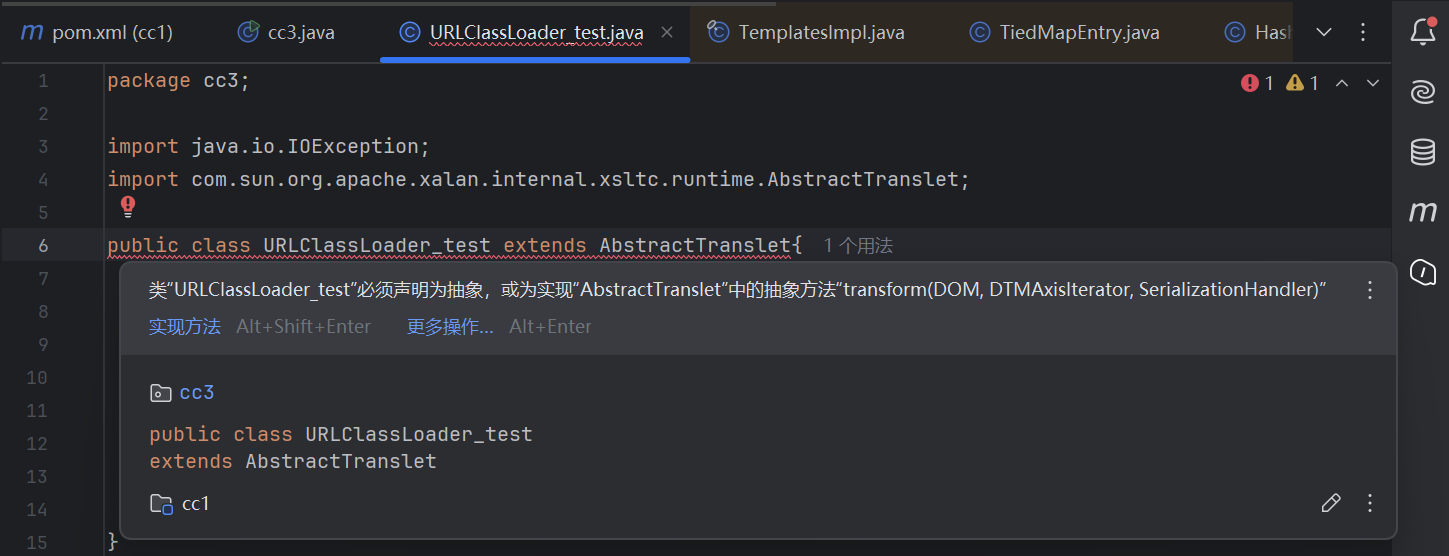 pom.xml (cc1) cc3.java URLClassLoader_test.java TemplatesImpl.java TiedMapEntry.java Hash
1 package cc3; 1 1
2
3 import java.io.IOException;
4 import com.sun.org.apache.xalan.internal.xsltc.runtime.AbstractTranslet;
5
6 public class URLClassLoader_test extends AbstractTranslet{ 1 个用法
7
类“URLClassLoader_test”必须声明为抽象，或为实现“AbstractTranslet”中的抽象方法“transform(DOM, DTMAxisIterator, SerializationHandler)”
8
实现方法 Alt+Shift+Enter 更多操作... Alt+Enter
9
10
cc3
11
12
public class URLClassLoader_test
13
extends AbstractTranslet
14
cc1
15 }